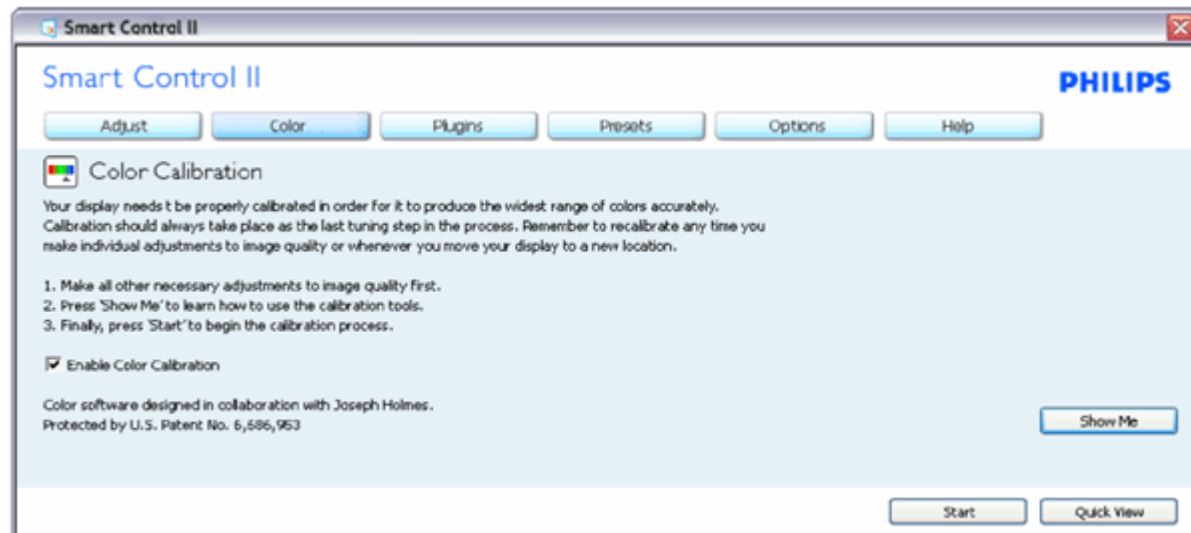 Smart Control II
Smart Control II
PHILIPS
Adjust
Color
Plugins
Presets
Options
Help
Color Calibration
Your display needs t be properly calibrated in order for it to produce the widest range of colors accurately.
Calibration should always take place as the last tuning step in the process. Remember to recalibrate any time you
make individual adjustments to image quality or whenever you move your display to a new location.
1. Make all other necessary adjustments to image quality first.
2. Press 'Show Me' to learn how to use the calibration tools.
3. Finally, press 'Start' to begin the calibration process.
Enable Color Calibration
Color software designed in collaboration with Joseph Holmes.
Protected by U.S. Patent No. 6,686,953
Show Me
Start
Quick View